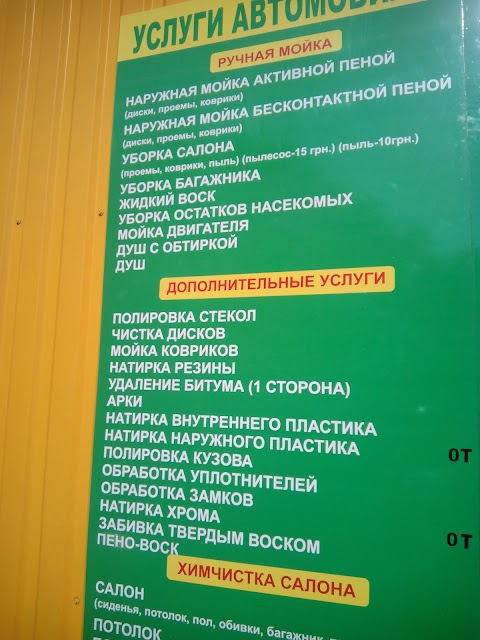 УСЛУГИ АВТОМОБИ
РУЧНАЯ МОЙКА
НАРУЖНАЯ МОЙКА АКТИВНОЙ ПЕНОЙ
(диски, проемы, коврики)
НАРУЖНАЯ МОЙКА БЕСКОНТАКТНОЙ ПЕНОЙ
(диски, проемы, коврики)
УБОРКА САЛОНА
(проемы, коврики, пыль) (пылесос-15 грн.) (пыль-10грн.)
УБОРКА БАГАЖНИКА
ЖИДКИЙ ВОСК
УБОРКА ОСТАТКОВ НАСЕКОМЫХ
МОЙКА ДВИГАТЕЛЯ
ДУШ С ОБТИРКОЙ
ДУШ
ДОПОЛНИТЕЛЬНЫЕ УСЛУГИ
ПОЛИРОВКА СТЕКОЛ
ЧИСТКА ДИСКОВ
МОЙКА КОВРИКОВ
НАТИРКА РЕЗИНЫ
УДАЛЕНИЕ БИТУМА (1 СТОРОНА)
АРКИ
НАТИРКА ВНУТРЕННЕГО ПЛАСТИКА
НАТИРКА НАРУЖНОГО ПЛАСТИКА
ПОЛИРОВКА КУЗОВА ОТ
ОБРАБОТКА УПЛОТНИТЕЛЕЙ
ОБРАБОТКА ЗАМКОВ
НАТИРКА ХРОМА
ЗАБИВКА ТВЕРДЫМ ВОСКОМ ОТ
ПЕНО-ВОСК
ХИМЧИСТКА САЛОНА
САЛОН
(сиденья, потолок, пол, обивки, багажник,
ПОТОЛОК